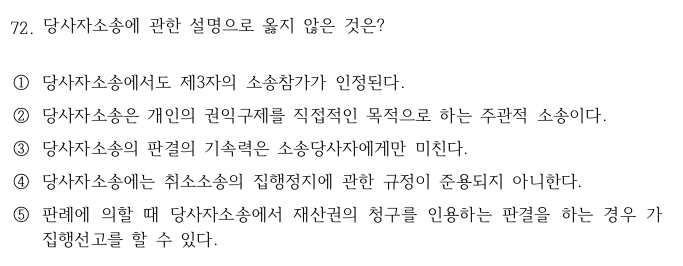 72. 당사자소송에 관한 설명으로 옳지 않은 것은?
① 당사자소송에서도 제3자의 소송참가가 인정된다.
② 당사자소송은 개인의 권익구제를 직접적인 목적으로 하는 주관적 소송이다.
③ 당사자소송의 판결의 기속력은 소송당사자에게만 미친다.
④ 당사자소송에는 취소소송의 집행정지에 관한 규정이 준용되지 아니한다.
⑤ 판례에 의할 때 당사자소송에서 재산권의 청구를 인용하는 판결을 하는 경우 가
집행선고를 할 수 있다.